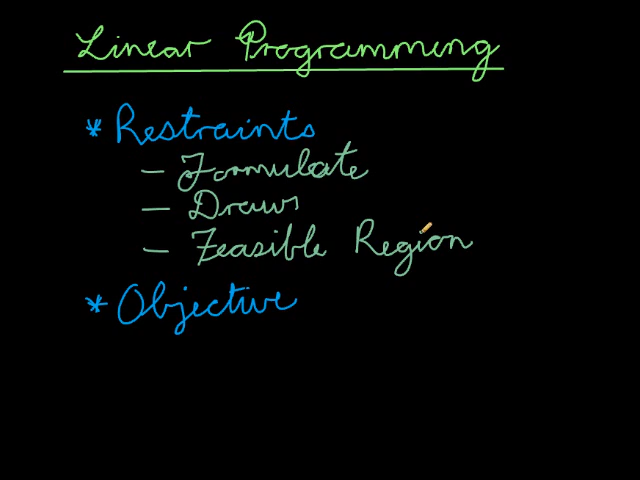 Linear Programming
* Restraints
- Formulate
- Draw
- Feasible Region
* Objective